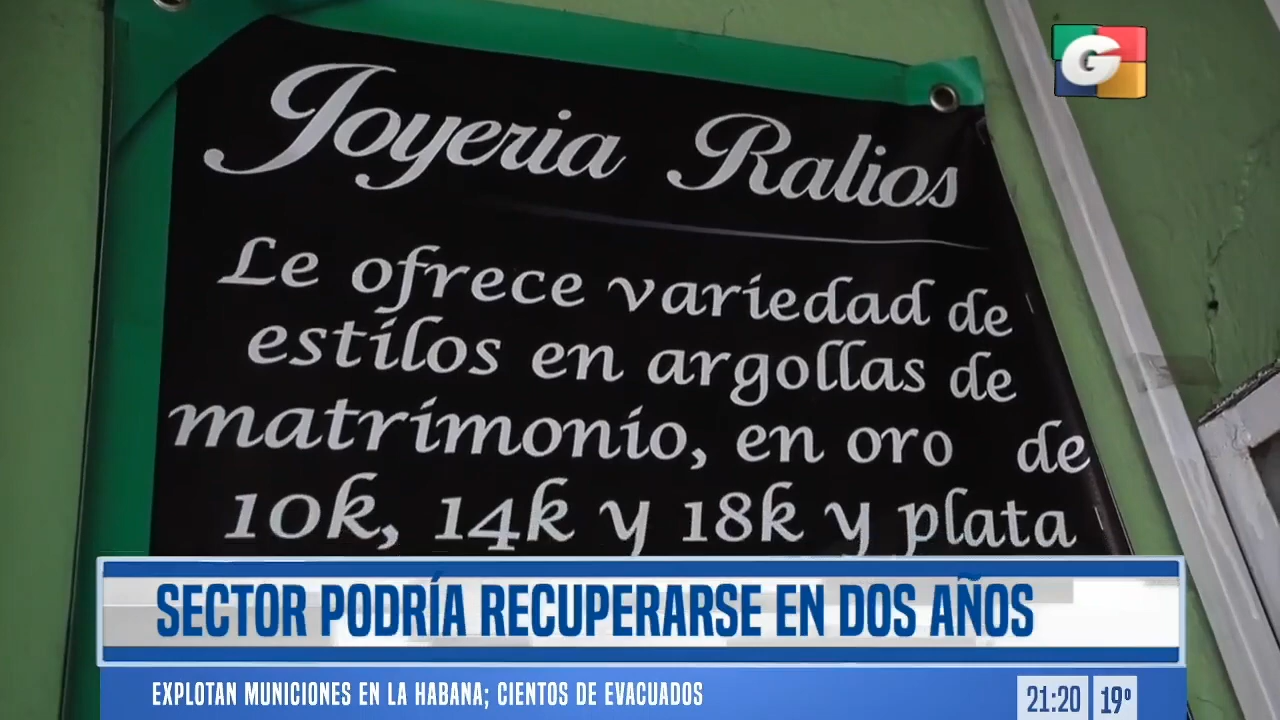 G
Joyeria Ralios
Le ofrece variedad de
estilos en argollas de
matrimonio, en oro de
10k, 14k y 18k y plata
SECTOR PODRÍA RECUPERARSE EN DOS AÑOS
EXPLOTAN MUNICIONES EN LA HABANA; CIENTOS DE EVACUADOS
21:20 19°